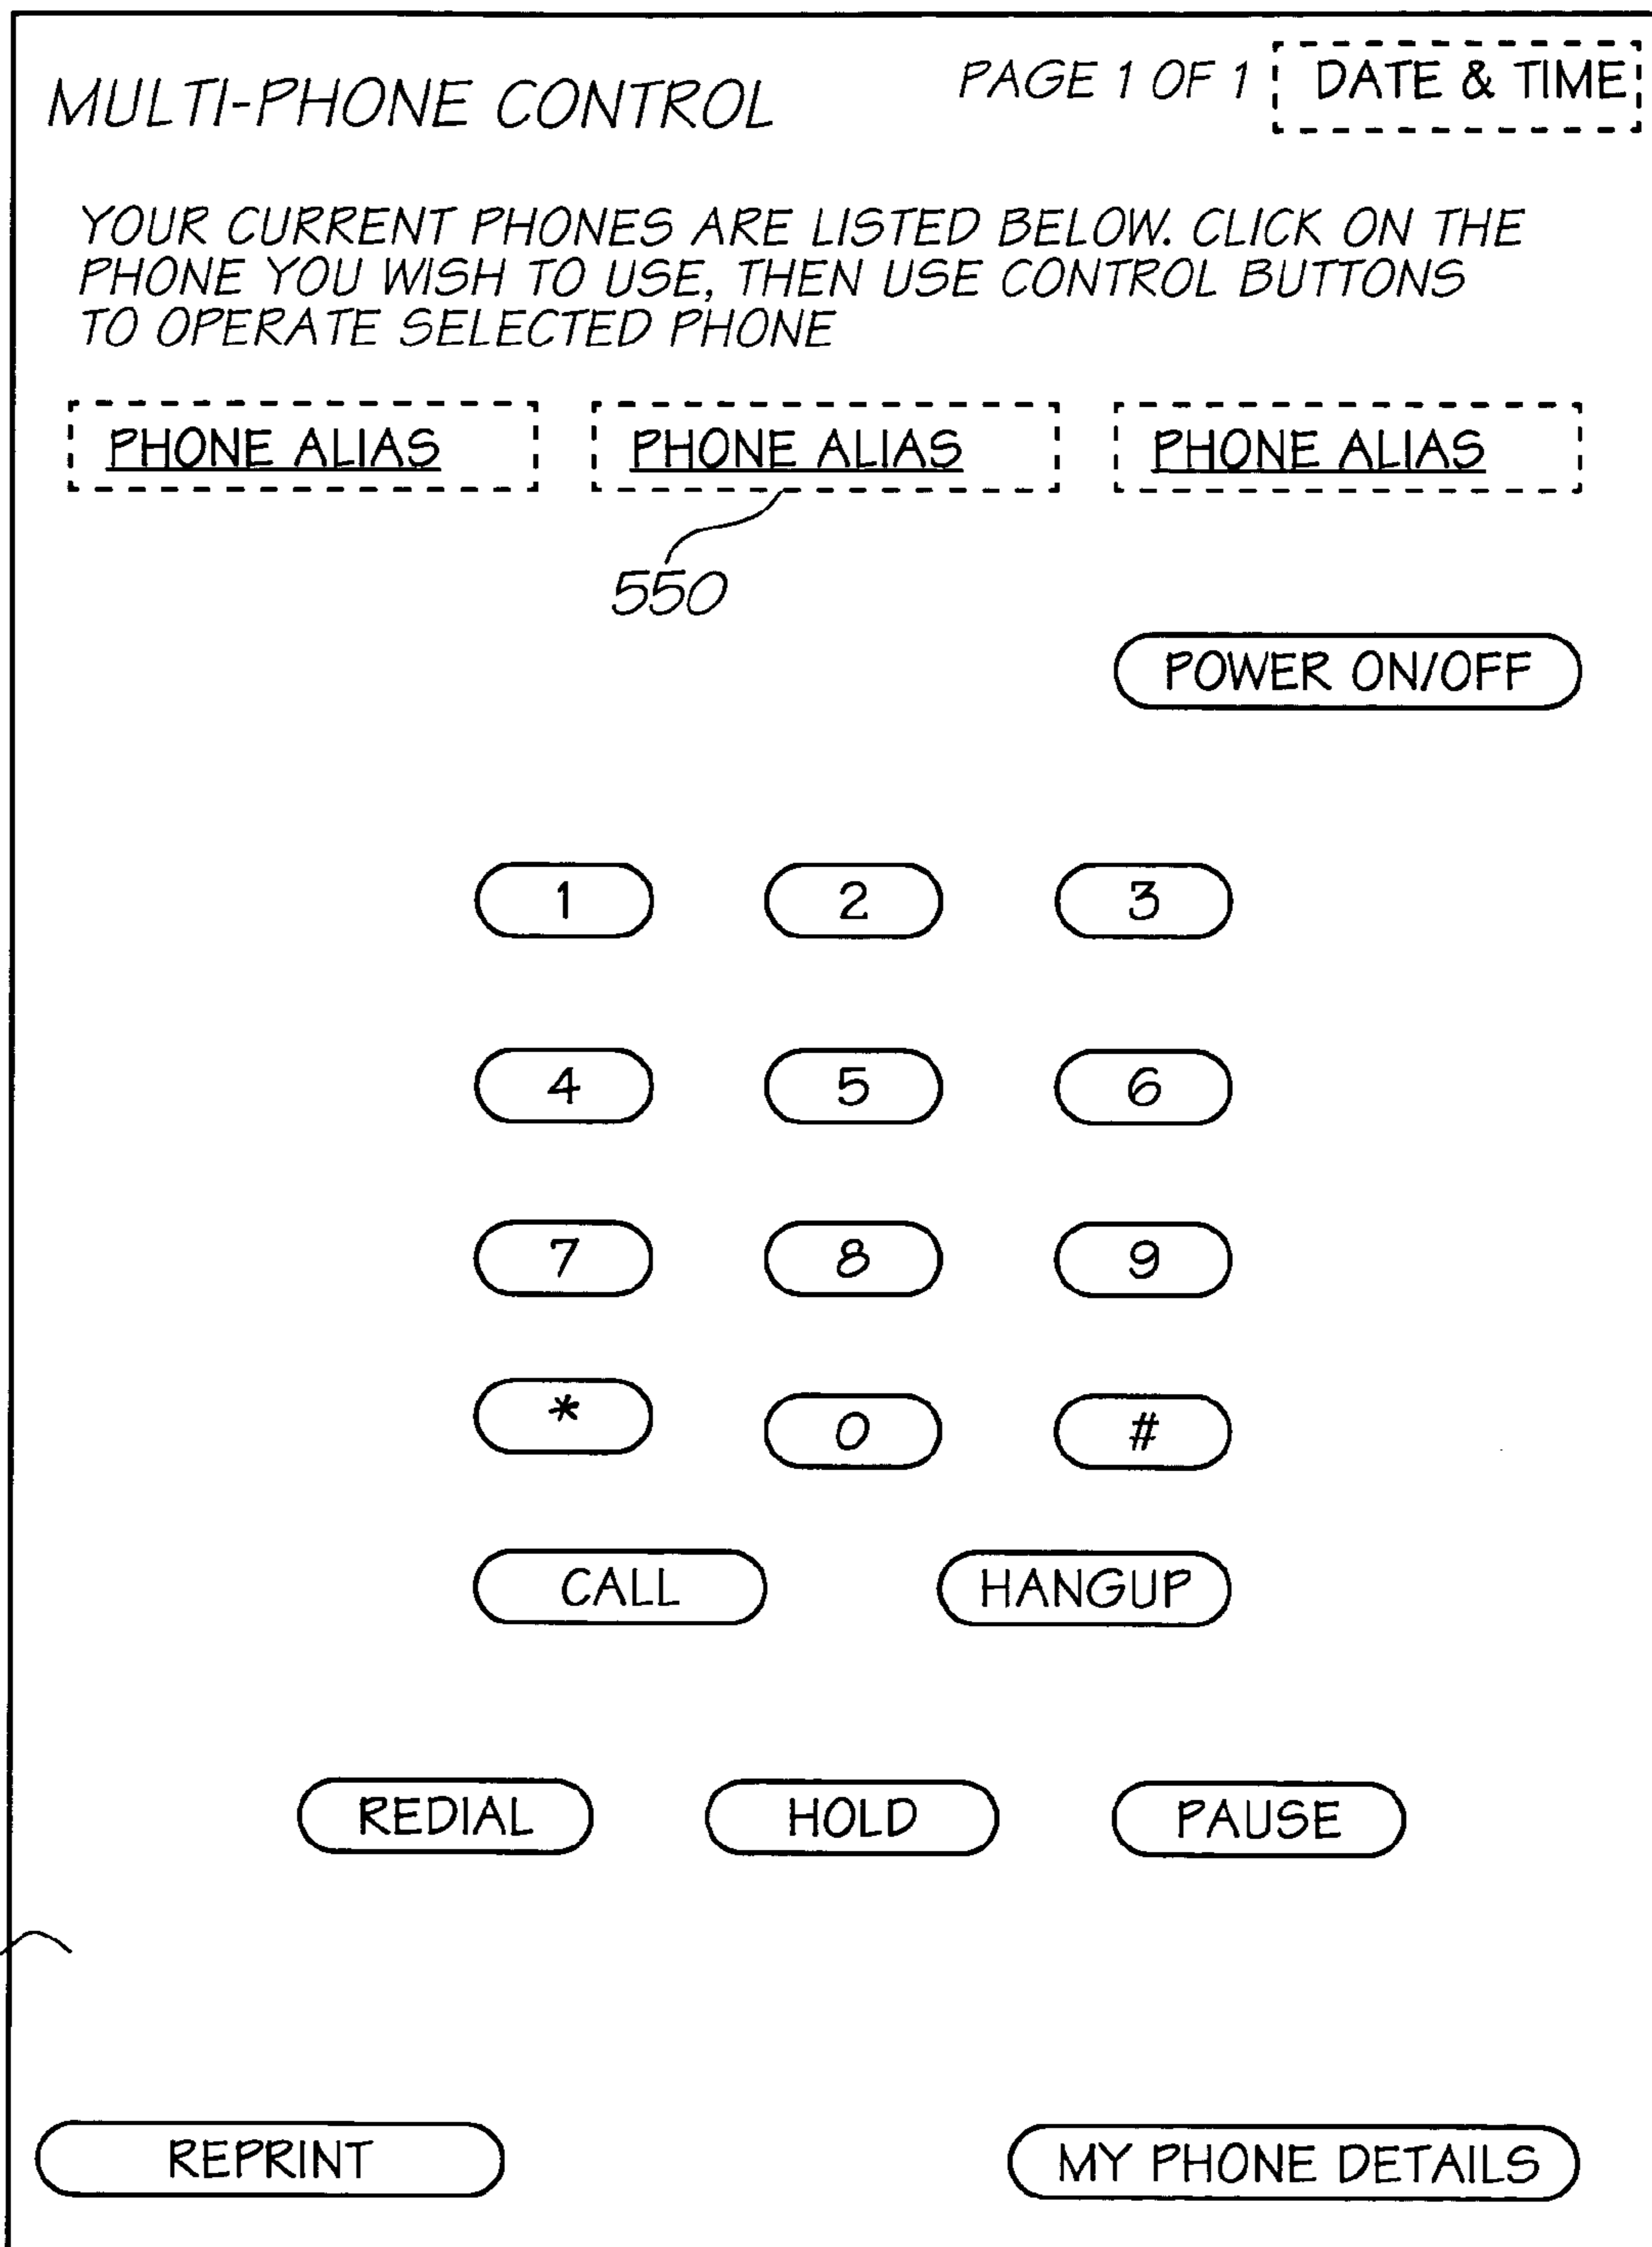 MULTI-PHONE CONTROL
PAGE 1 OF 1
DATE & TIME
YOUR CURRENT PHONES ARE LISTED BELOW. CLICK ON THE
PHONE YOU WISH TO USE, THEN USE CONTROL BUTTONS
TO OPERATE SELECTED PHONE
PHONE ALIAS PHONE ALIAS PHONE ALIAS
550
POWER ON/OFF
1 2 3
4 5 6
7 8 9
* 0 #
CALL HANGUP
REDIAL HOLD PAUSE
REPRINT MY PHONE DETAILS